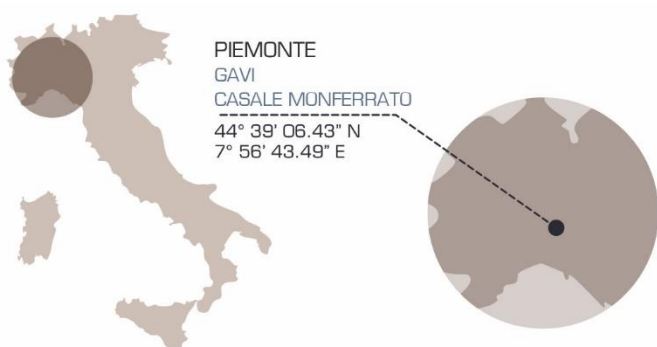 PIEMONTE
GAVI
CASALE MONFERRATO
44° 39’ 06.43” N
7° 56’ 43.49” E